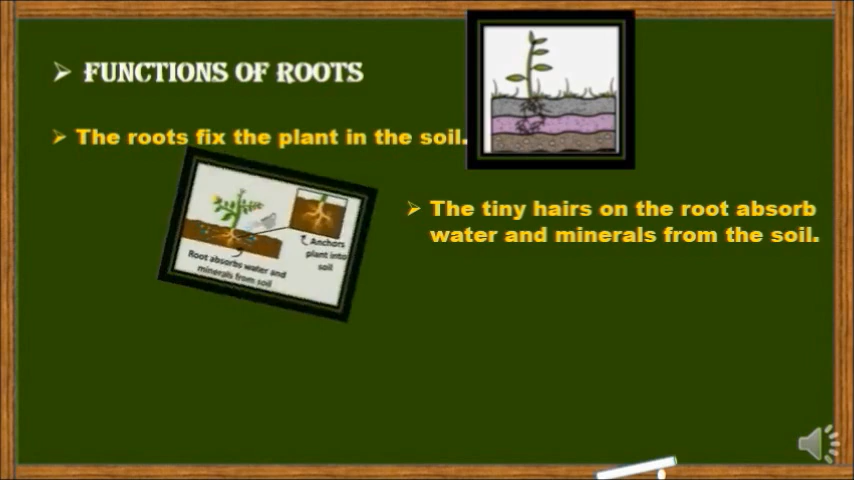 FUNCTIONS OF ROOTS
The roots fix the plant in the soil.
The tiny hairs on the root absorb
water and minerals from the soil.
Anchors
plant into
soil
Root absorbs water and
minerals from soil